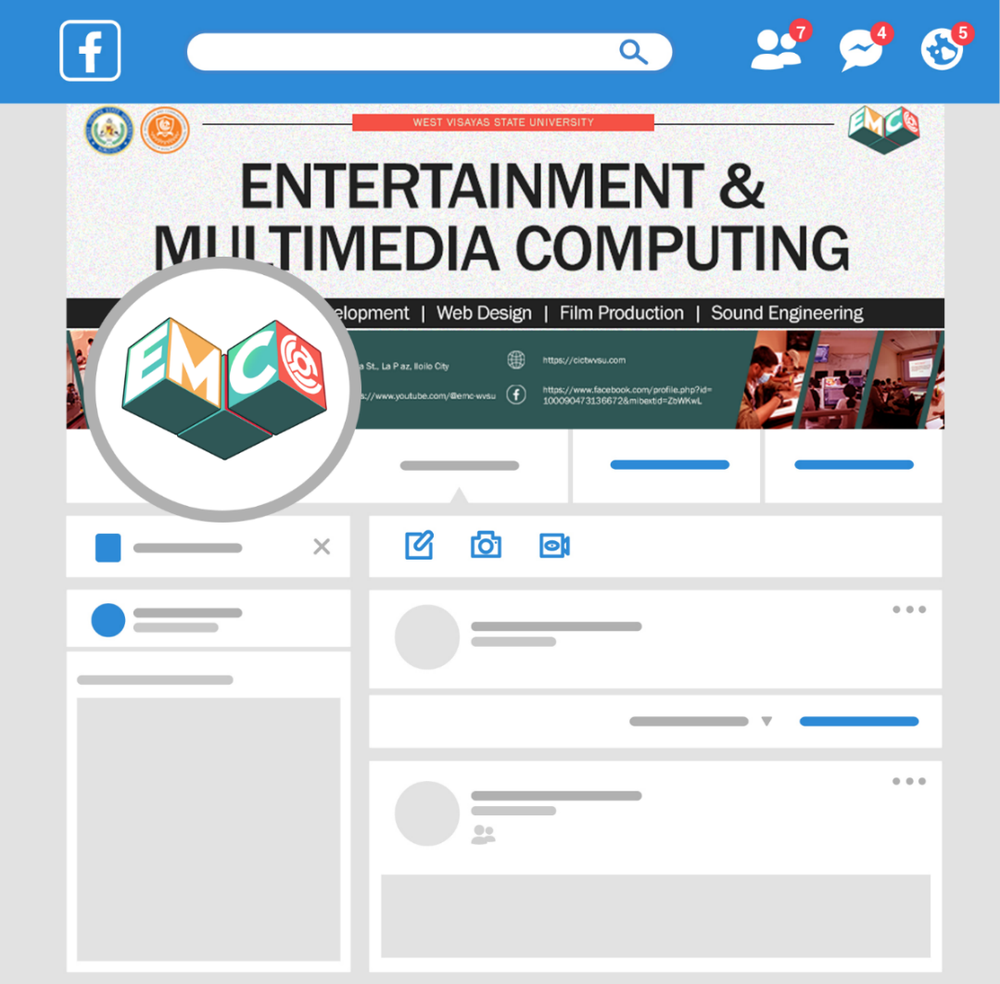 f
7
4
5
WEST VISAYAS STATE UNIVERSITY
EMC
ENTERTAINMENT &
MULTIMEDIA COMPUTING
elopment | Web Design | Film Production | Sound Engineering
EMC
a St., La Paz, Iloilo City
https://cictwvsu.com
s://www.youtube.com/@emc-wvsu
f
https://www.facebook.com/profile.php?id=
100090473136672&mibextid=ZbWKwL